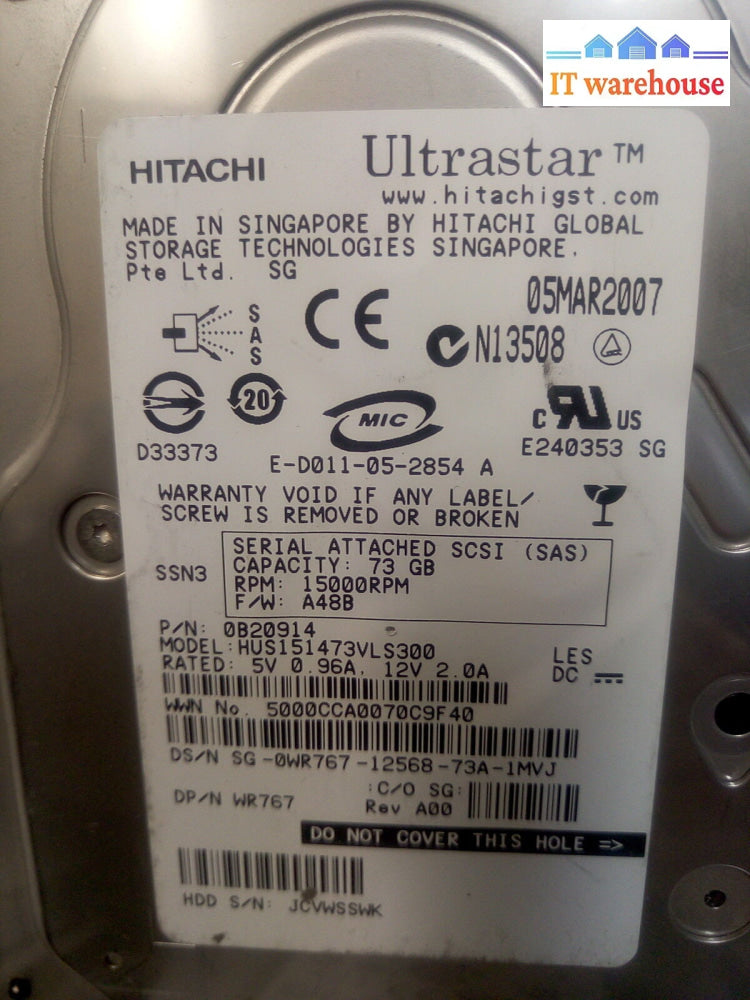 IT warehouse
HITACHI Ultrastar™
www.hitachigst.com
MADE IN SINGAPORE BY HITACHI GLOBAL
STORAGE TECHNOLOGIES SINGAPORE.
Pte Ltd. SG
05MAR2007
SAS
CE
N13508
20
MIC
C UR US
D33373
E-D011-05-2854 A
E240353 SG
WARRANTY VOID IF ANY LABEL/
SCREW IS REMOVED OR BROKEN
SSN3
SERIAL ATTACHED SCSI (SAS)
CAPACITY: 73 GB
RPM: 15000RPM
F/W: A48B
P/N: 0B20914
MODEL: HUS151473VLS300
RATED: 5V 0.96A, 12V 2.0A
LES
DC
WWN No. 5000CCA0070C9F40
DS/N SG-0WR767-12568-73A-1MVJ
DP/N WR767
:C/O SG:
Rev A00
DO NOT COVER THIS HOLE =>
HDD S/N: JCVWSSWK